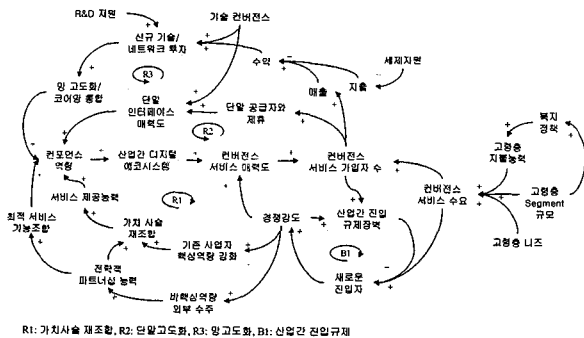 R&D 지원
기술 컨버전스
신규 기술/
네트워크 투자
수익
매출
지출
세제지원
망 고도화/
코어망 통합
R3
단말
인터페이스
매력도
단말 공급자와
제휴
R2
복지
정책
고령층
지불능력
컨버전스
역량
산업간 디지털
에코시스템
컨버전스
서비스 매력도
컨버전스
서비스 가입자 수
컨버전스
서비스 수요
고령층
Segment
규모
고령층 니즈
서비스 제공능력
R1
최적 서비스
기능조합
가치 사슬
재조합
경쟁강도
산업간 진입
규제장벽
기존 사업자
핵심역량 강화
B1
새로운
진입자
전략적
파트너십 능력
비핵심역량
외부 수주
R1: 가치사슬 재조합, R2: 단말고도화, R3: 망고도화, B1: 산업간 진입규제